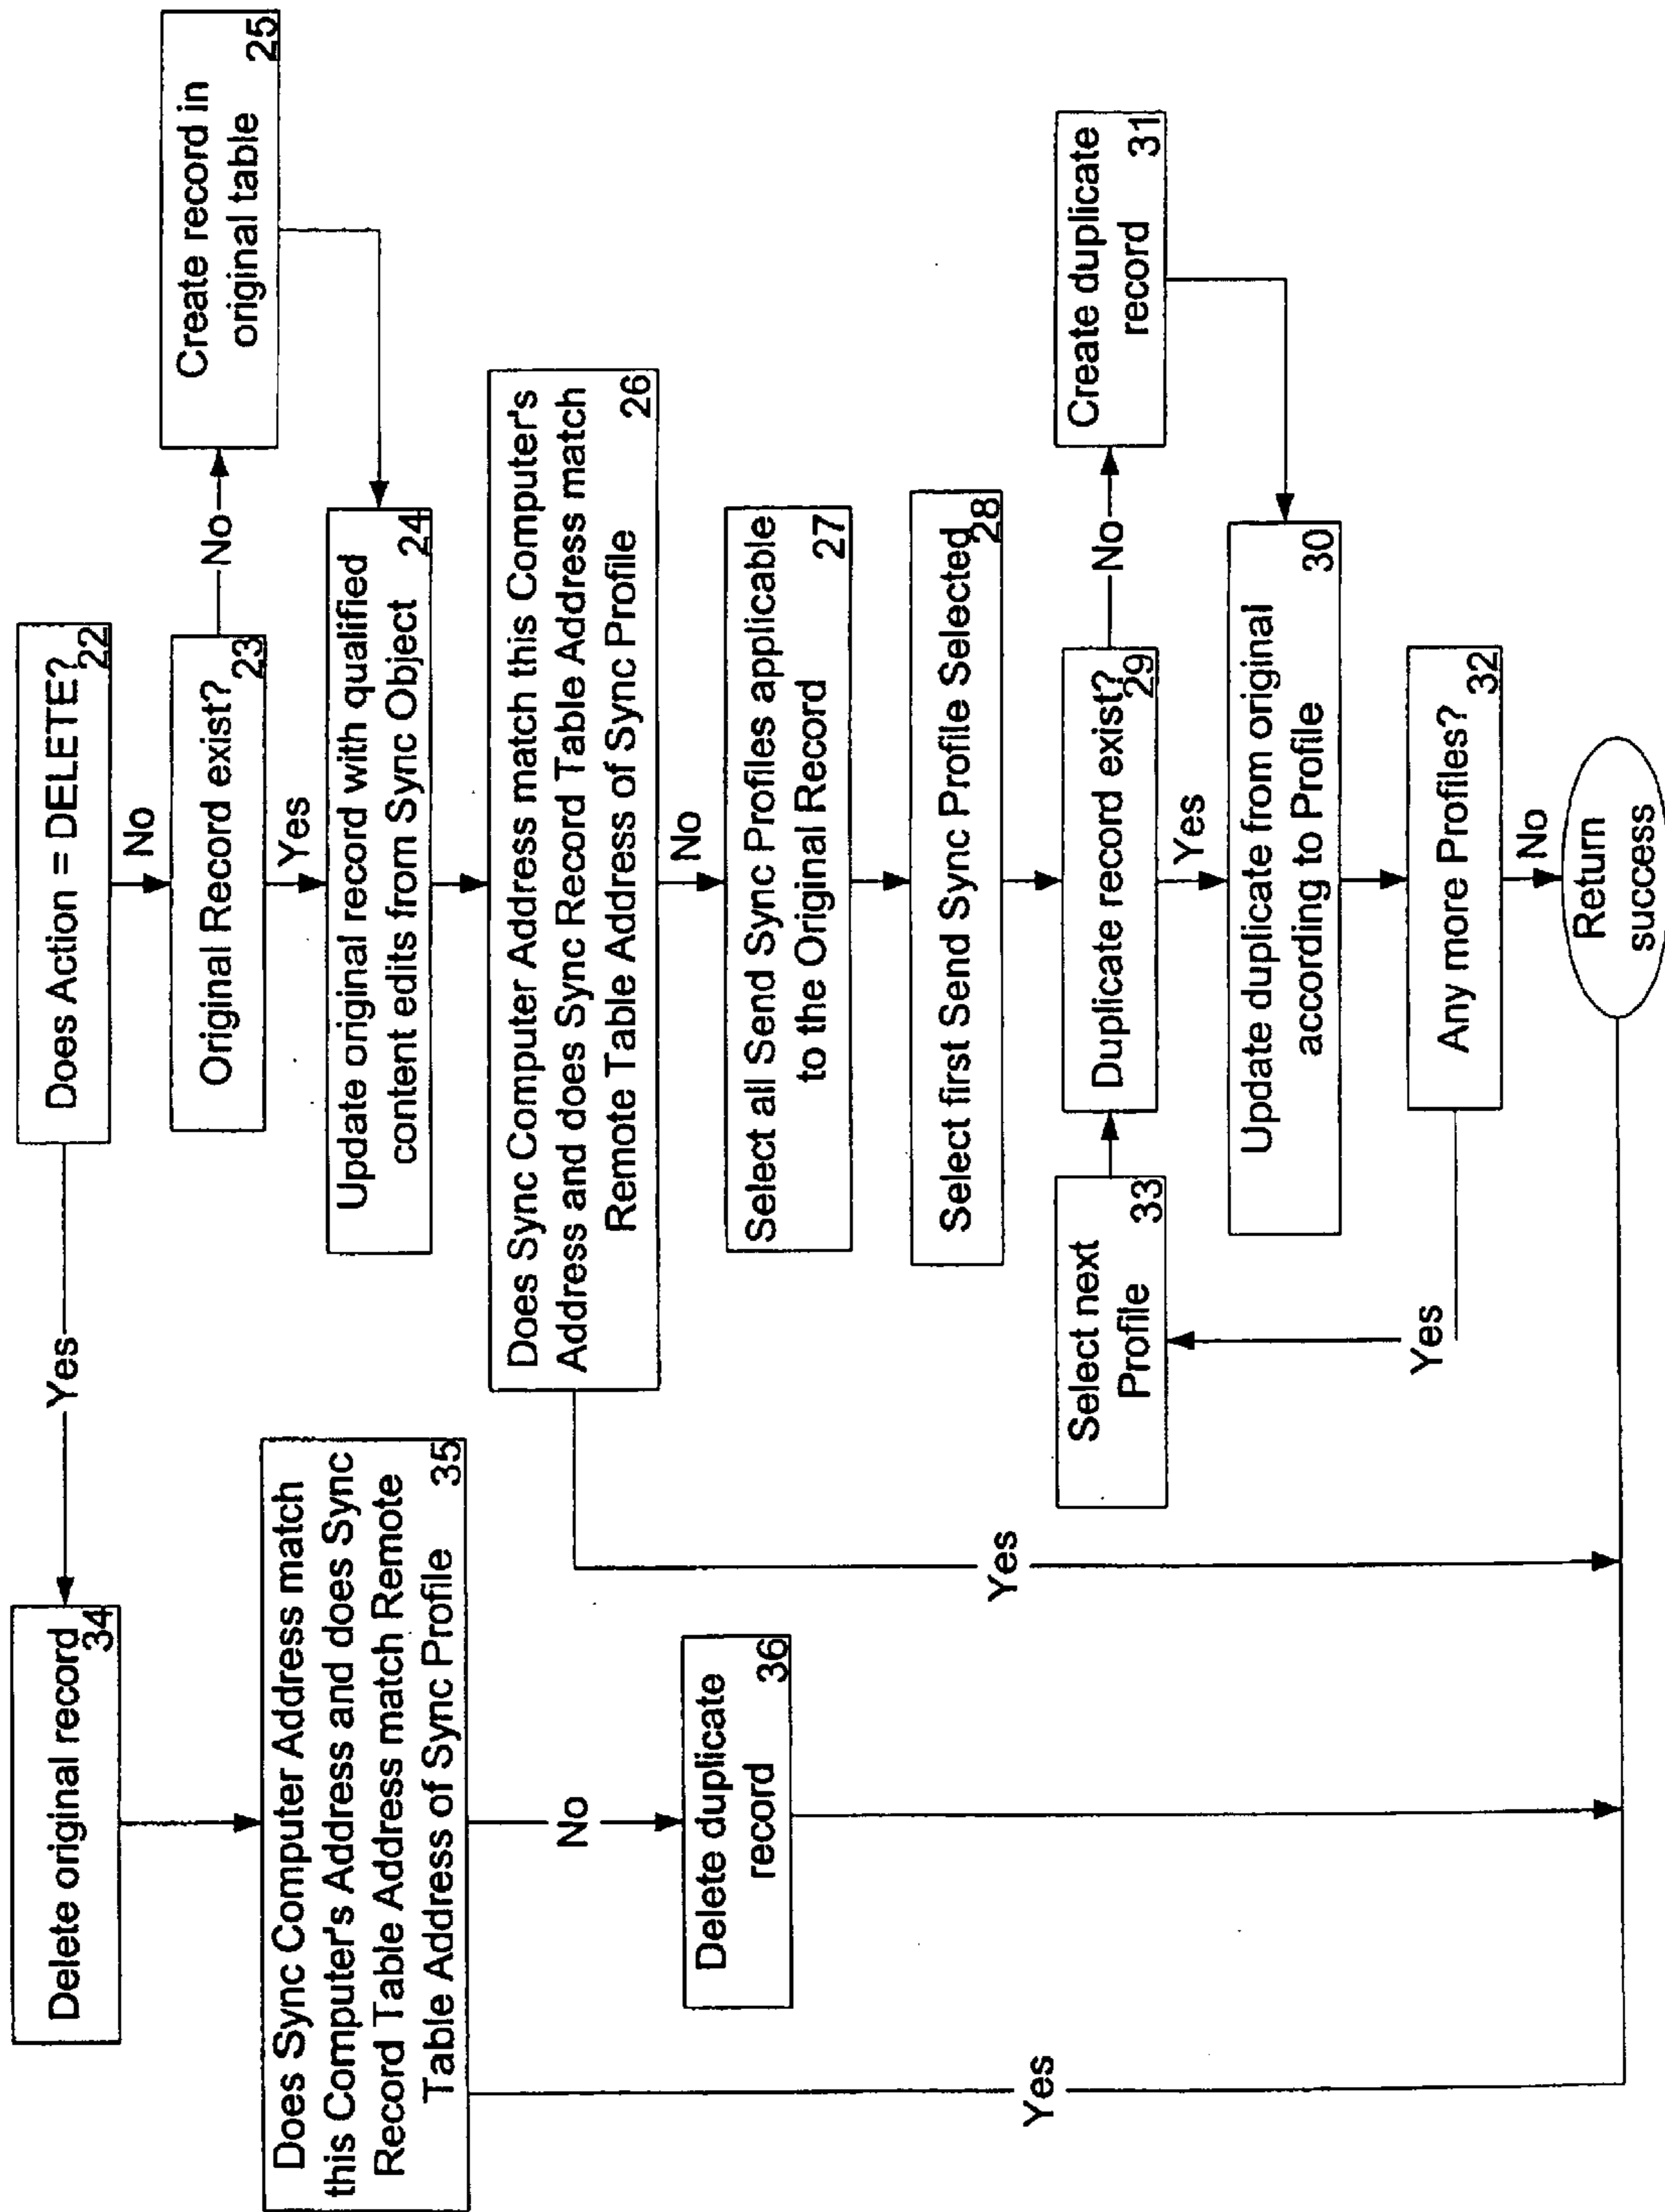 Does Action = DELETE?
22
Yes
No
Delete original record
34
Original Record exist?
23
No
Yes
Create record in
original table
25
Update original record with qualified
content edits from Sync Object
24
Does Sync Computer Address match
this Computer's Address and does Sync
Record Table Address match Remote
Table Address of Sync Profile
35
No
Yes
Delete duplicate
record
36
Does Sync Computer Address match this Computer's
Address and does Sync Record Table Address match
Remote Table Address of Sync Profile
26
Yes
No
Select all Send Sync Profiles applicable
to the Original Record
27
Select first Send Sync Profile Selected
28
Duplicate record exist?
29
No
Yes
Create duplicate
record
31
Select next
Profile
33
Update duplicate from original
according to Profile
30
Any more Profiles?
32
Yes
No
Return
success